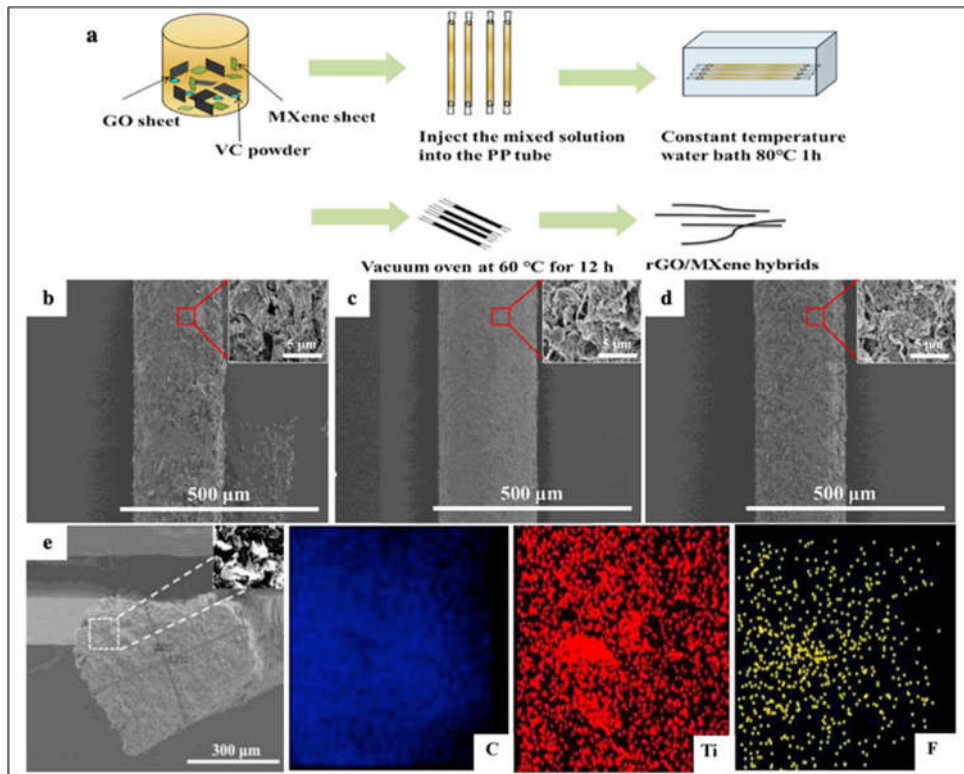 a
GO sheet
MXene sheet
VC powder
Inject the mixed solution
into the PP tube
Constant temperature
water bath 80°C 1h
Vacuum oven at 60 °C for 12 h
rGO/MXene hybrids
b
5 μm
500 μm
c
5 μm
500 μm
d
5 μm
500 μm
e
300 μm
C
Ti
F